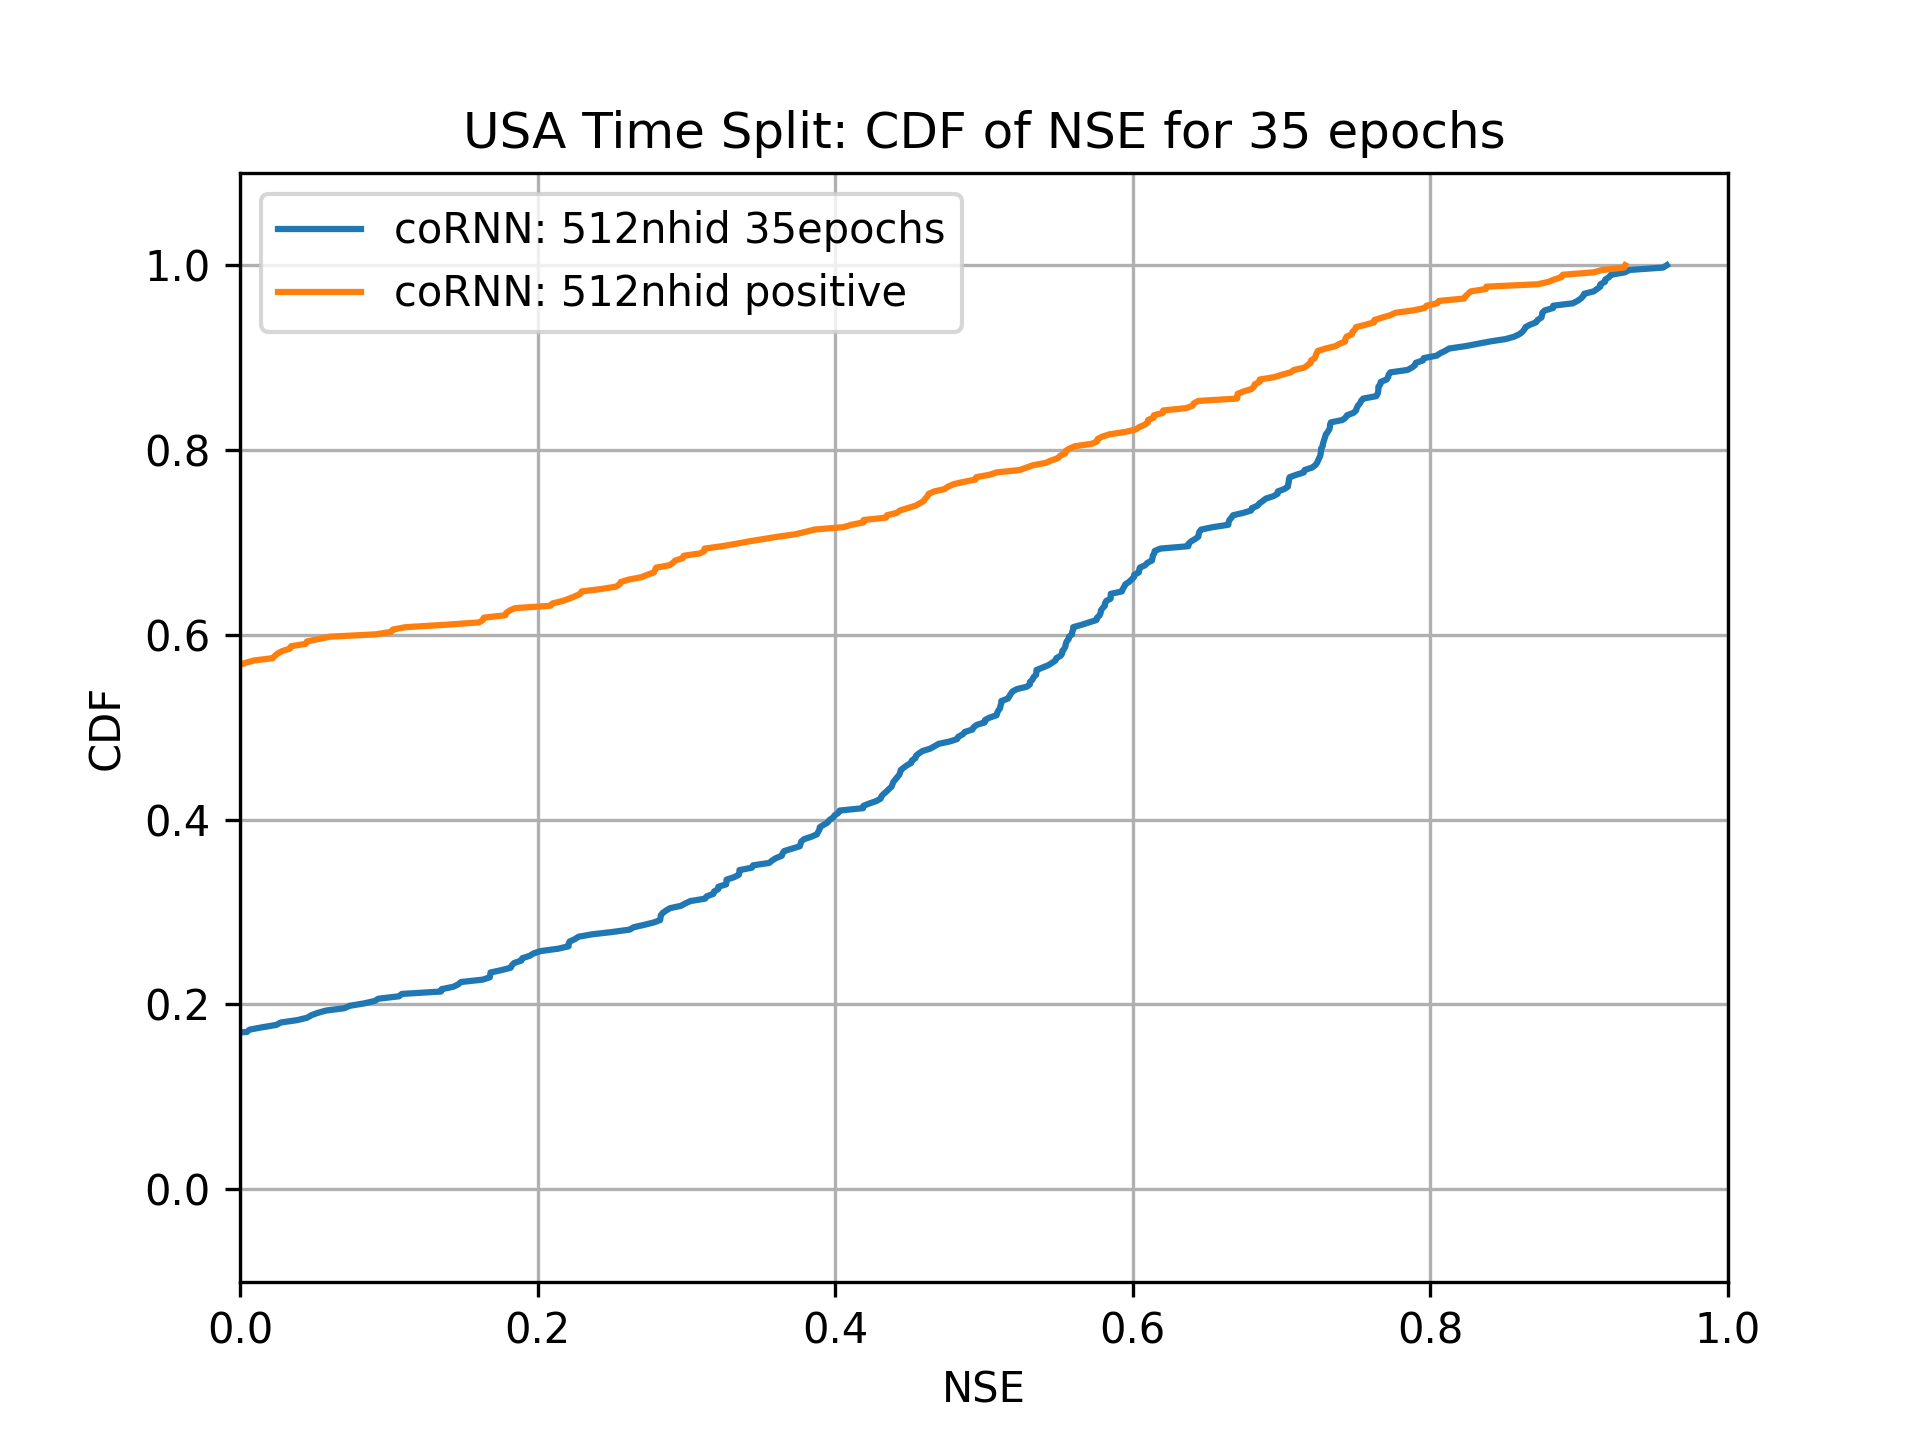 USA Time Split: CDF of NSE for 35 epochs
coRNN: 512nhid 35epochs
coRNN: 512nhid positive
1.0
0.8
0.6
0.4
0.2
0.0
CDF
0.0 0.2 0.4 0.6 0.8 1.0
NSE